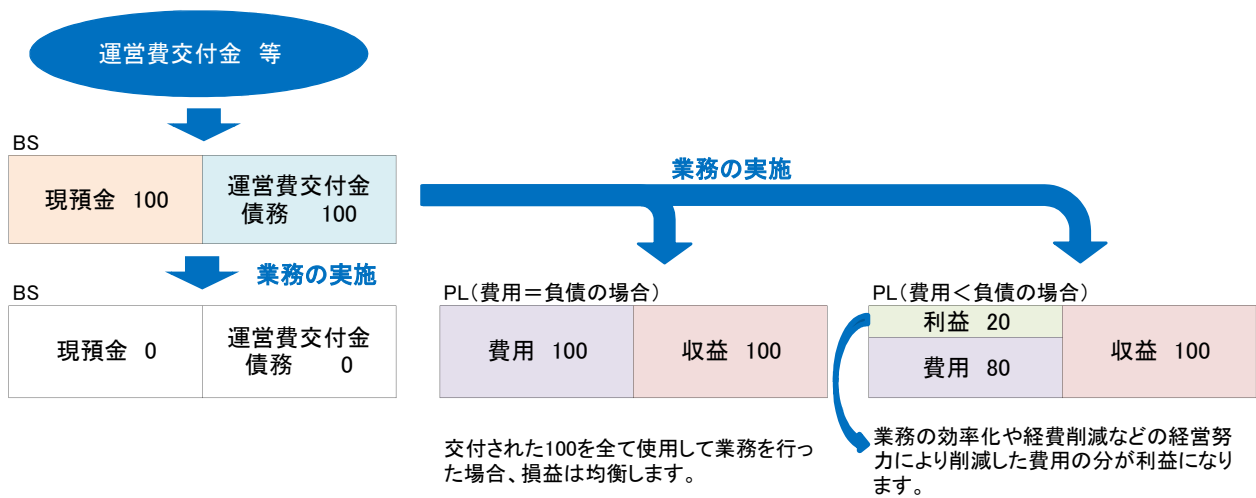 運営費交付金 等
BS
現預金 100
運営費交付金
債務 100
業務の実施
業務の実施
BS
現預金 0
運営費交付金
債務 0
PL(費用＝負債の場合)
費用 100
収益 100
交付された100を全て使用して業務を行っ
た場合、損益は均衡します。
PL(費用＜負債の場合)
利益 20
費用 80
収益 100
業務の効率化や経費削減などの経営努
力により削減した費用の分が利益になり
ます。